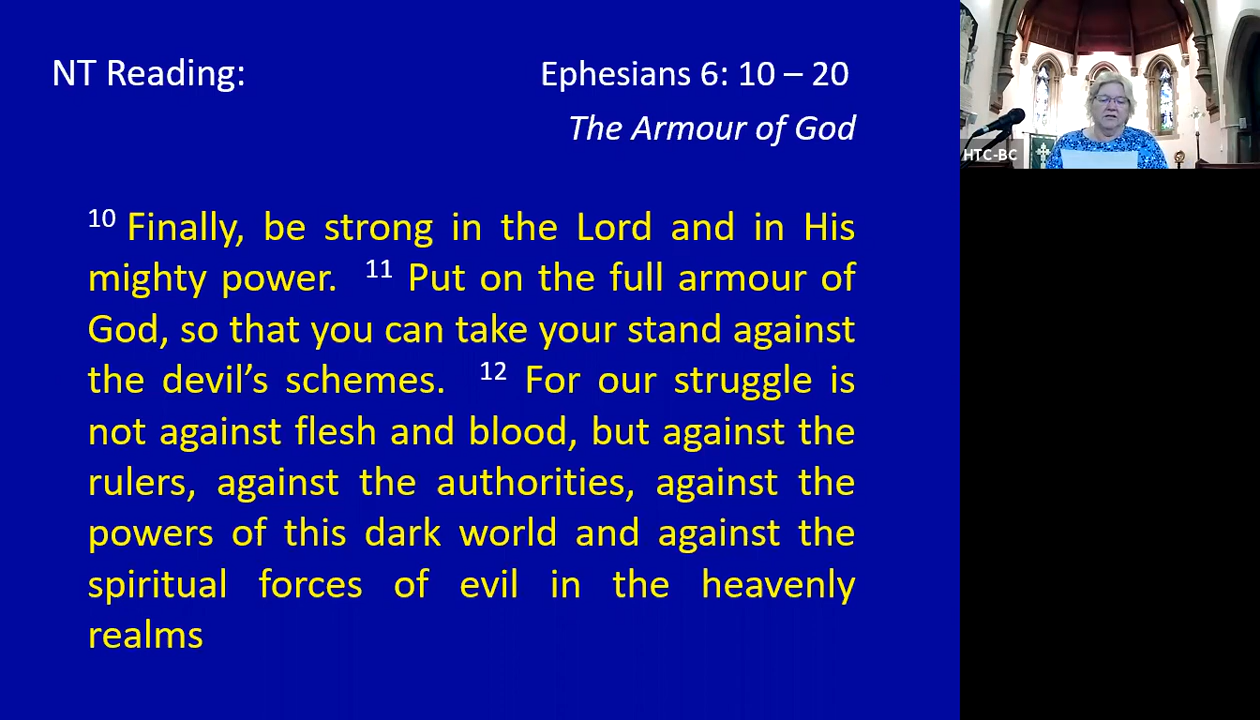 NT Reading:
Ephesians 6: 10 – 20
The Armour of God
10 Finally, be strong in the Lord and in His
mighty power. 11 Put on the full armour of
God, so that you can take your stand against
the devil’s schemes. 12 For our struggle is
not against flesh and blood, but against the
rulers, against the authorities, against the
powers of this dark world and against the
spiritual forces of evil in the heavenly
realms
HTC-BC